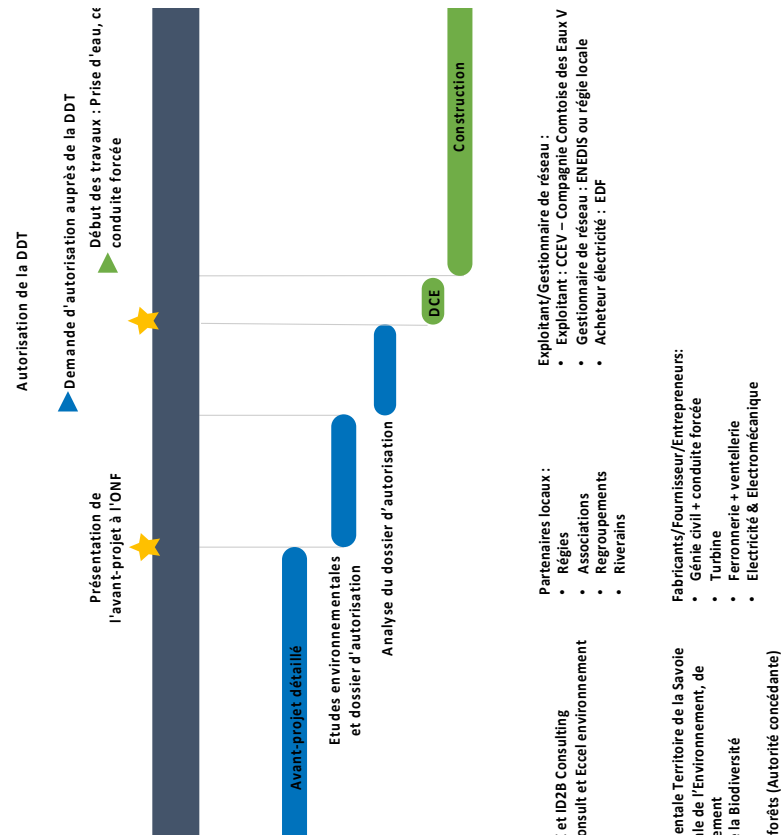 Autorisation de la DDT
Demande d'autorisation auprès de la DDT
Début des travaux : Prise d'eau,
conduite forcée
Présentation de
l'avant-projet à l'ONF
Avant-projet détaillé
Etudes environnementales
et dossier d'autorisation
Analyse du dossier d'autorisation
DCE
Construction
et ID2B Consulting
et Eccel environnement
Partenaires locaux :
• Régies
• Associations
• Regroupements
• Riverains
Exploitant/Gestionnaire de réseau :
• Exploitant : CCEV – Compagnie Comtoise des Eaux V
• Gestionnaire de réseau : ENEDIS ou régie locale
• Acheteur électricité : EDF
Territoire de la Savoie
de l'Environnement, de
la Biodiversité
forêts (Autorité concédante)
Fabricants/Fournisseur/Entrepreneurs:
• Génie civil + conduite forcée
• Turbine
• Ferronnerie + ventellerie
• Electricité & Electromécanique